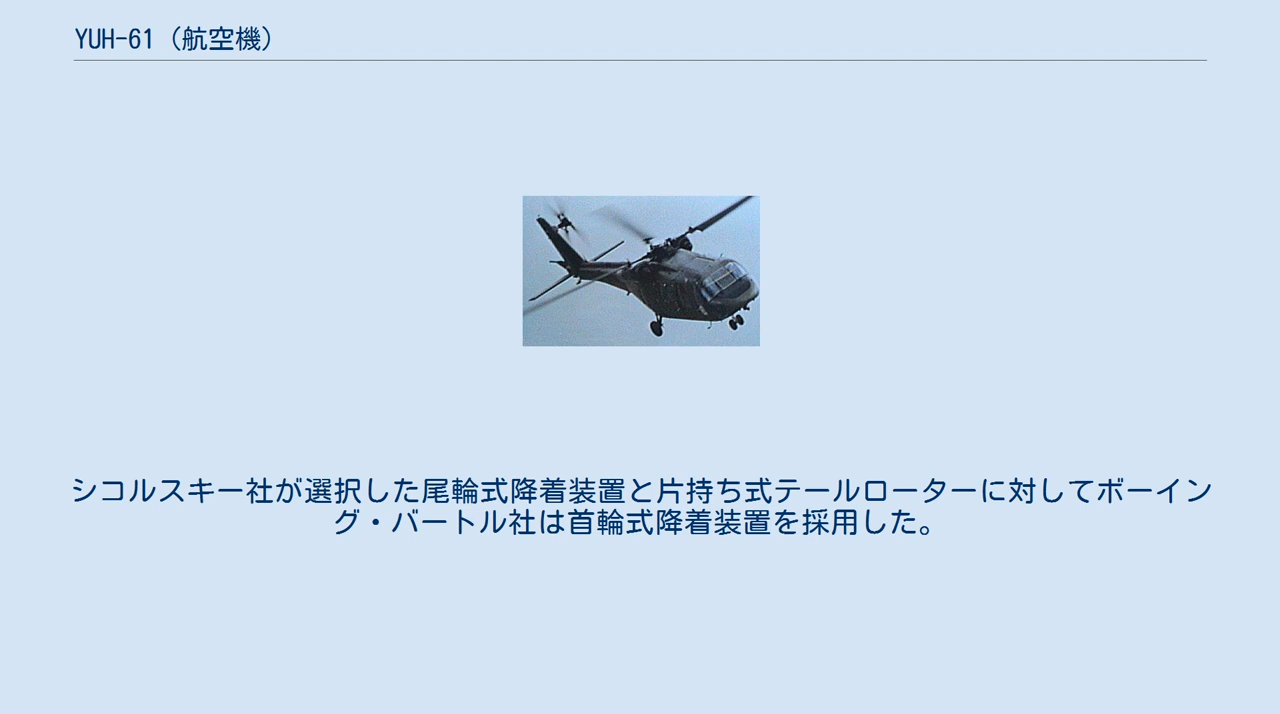 YUH-61（航空機）
シコルスキー社が選択した尾輪式降着装置と片持ち式テールローターに対してボーイン
グ・バートル社は首輪式降着装置を採用した。